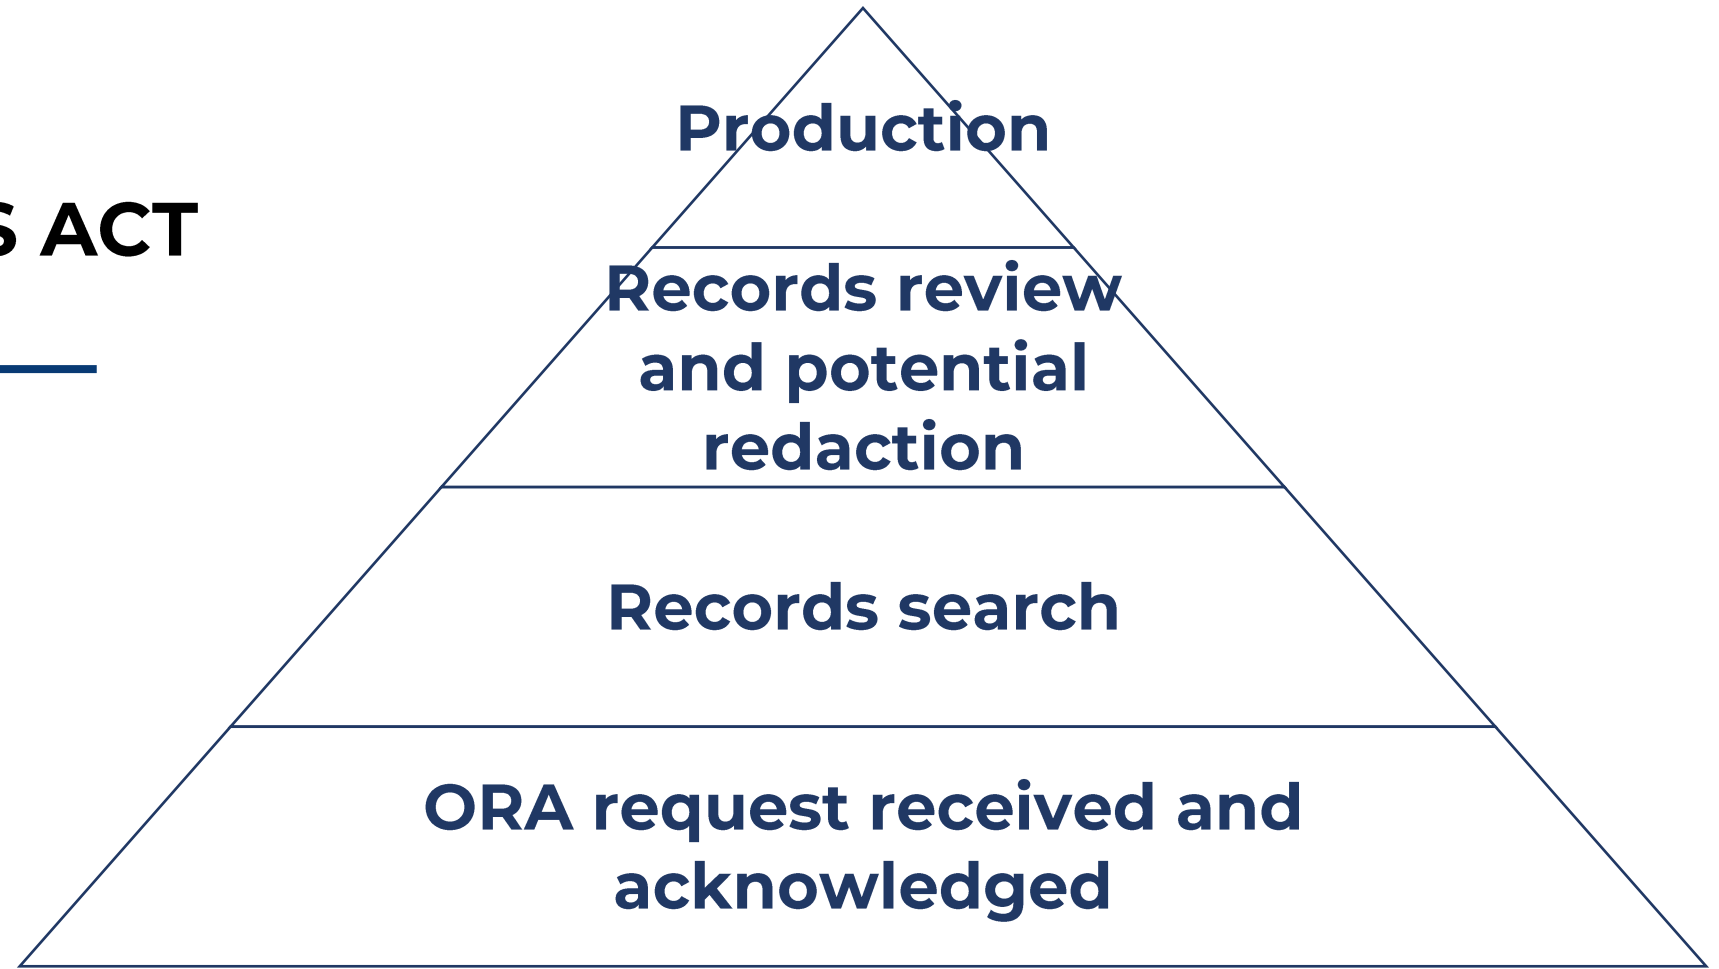 S ACT
Production
Records review
and potential
redaction
Records search
ORA request received and
acknowledged